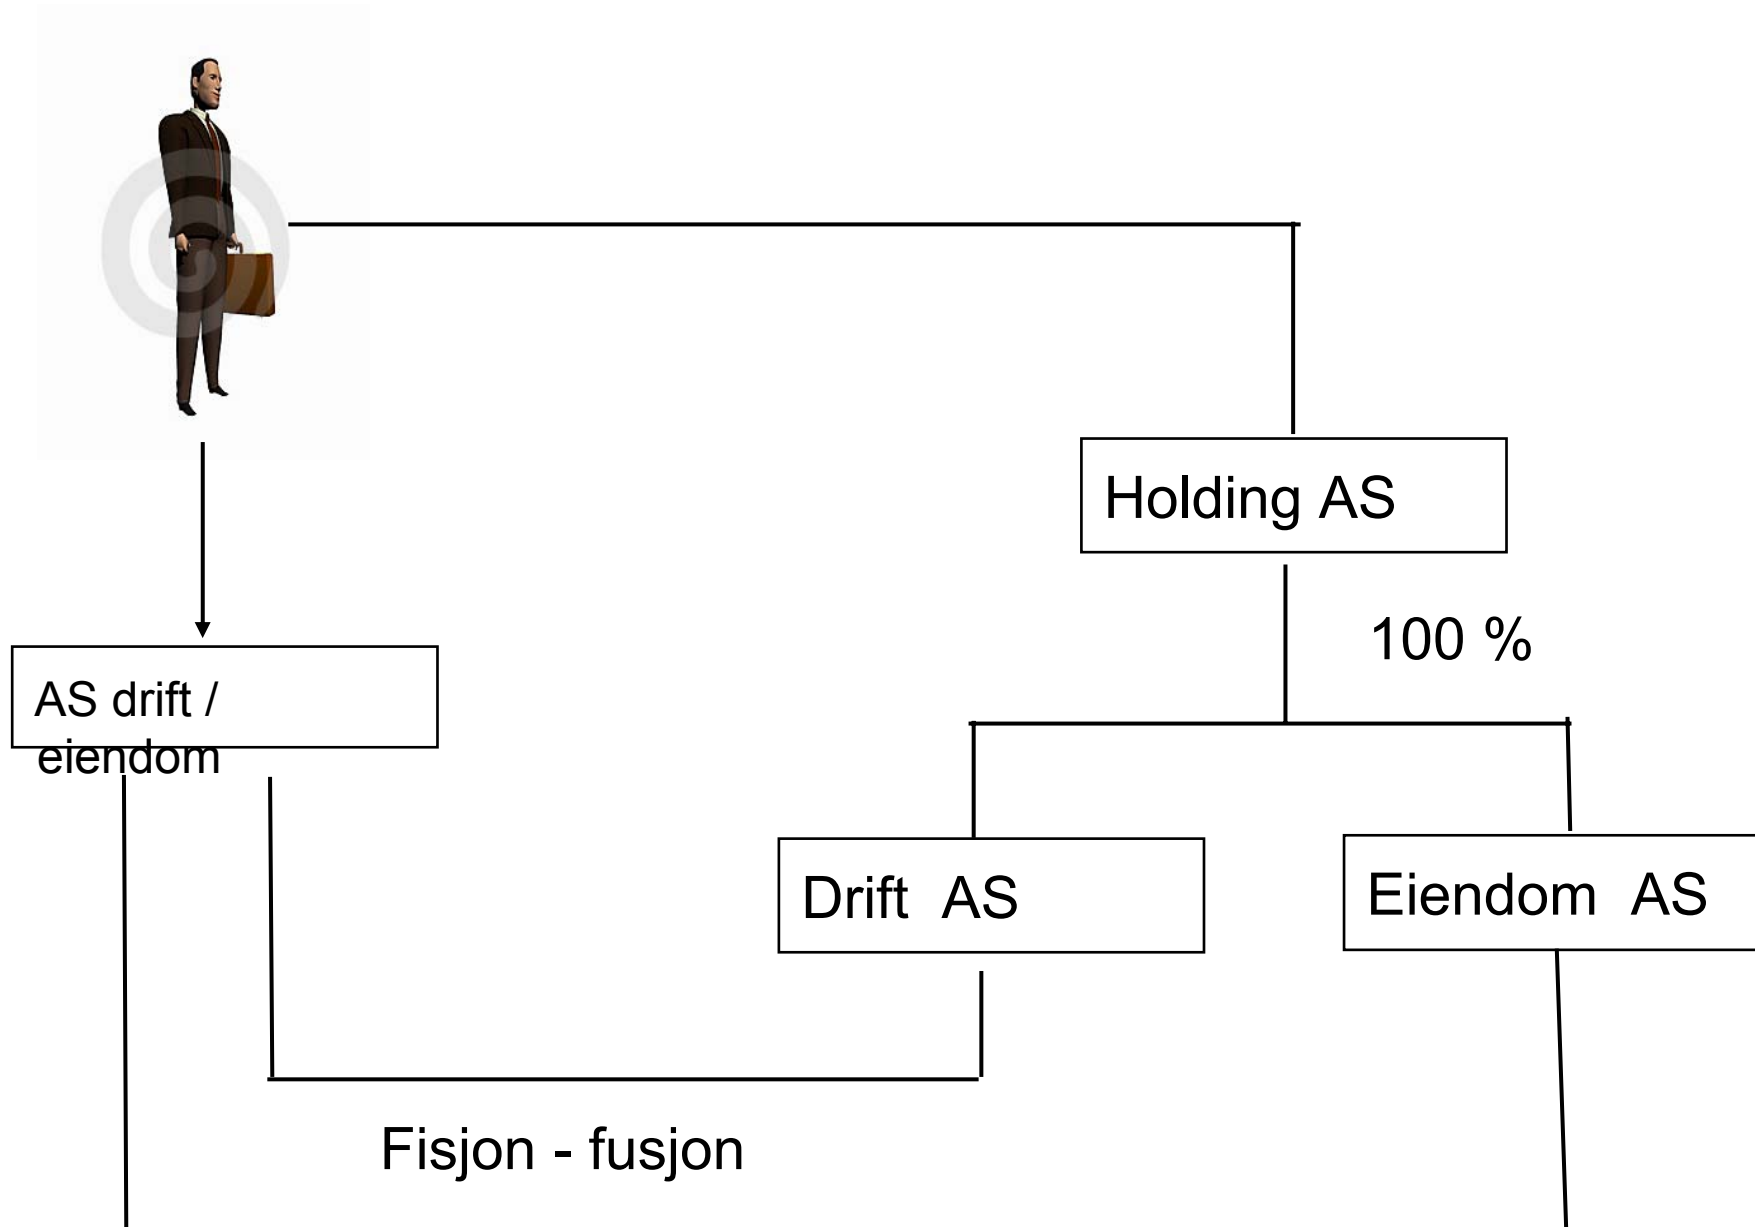 Holding AS
100 %
AS drift /
eiendom
Drift  AS
Eiendom  AS
Fisjon - fusjon